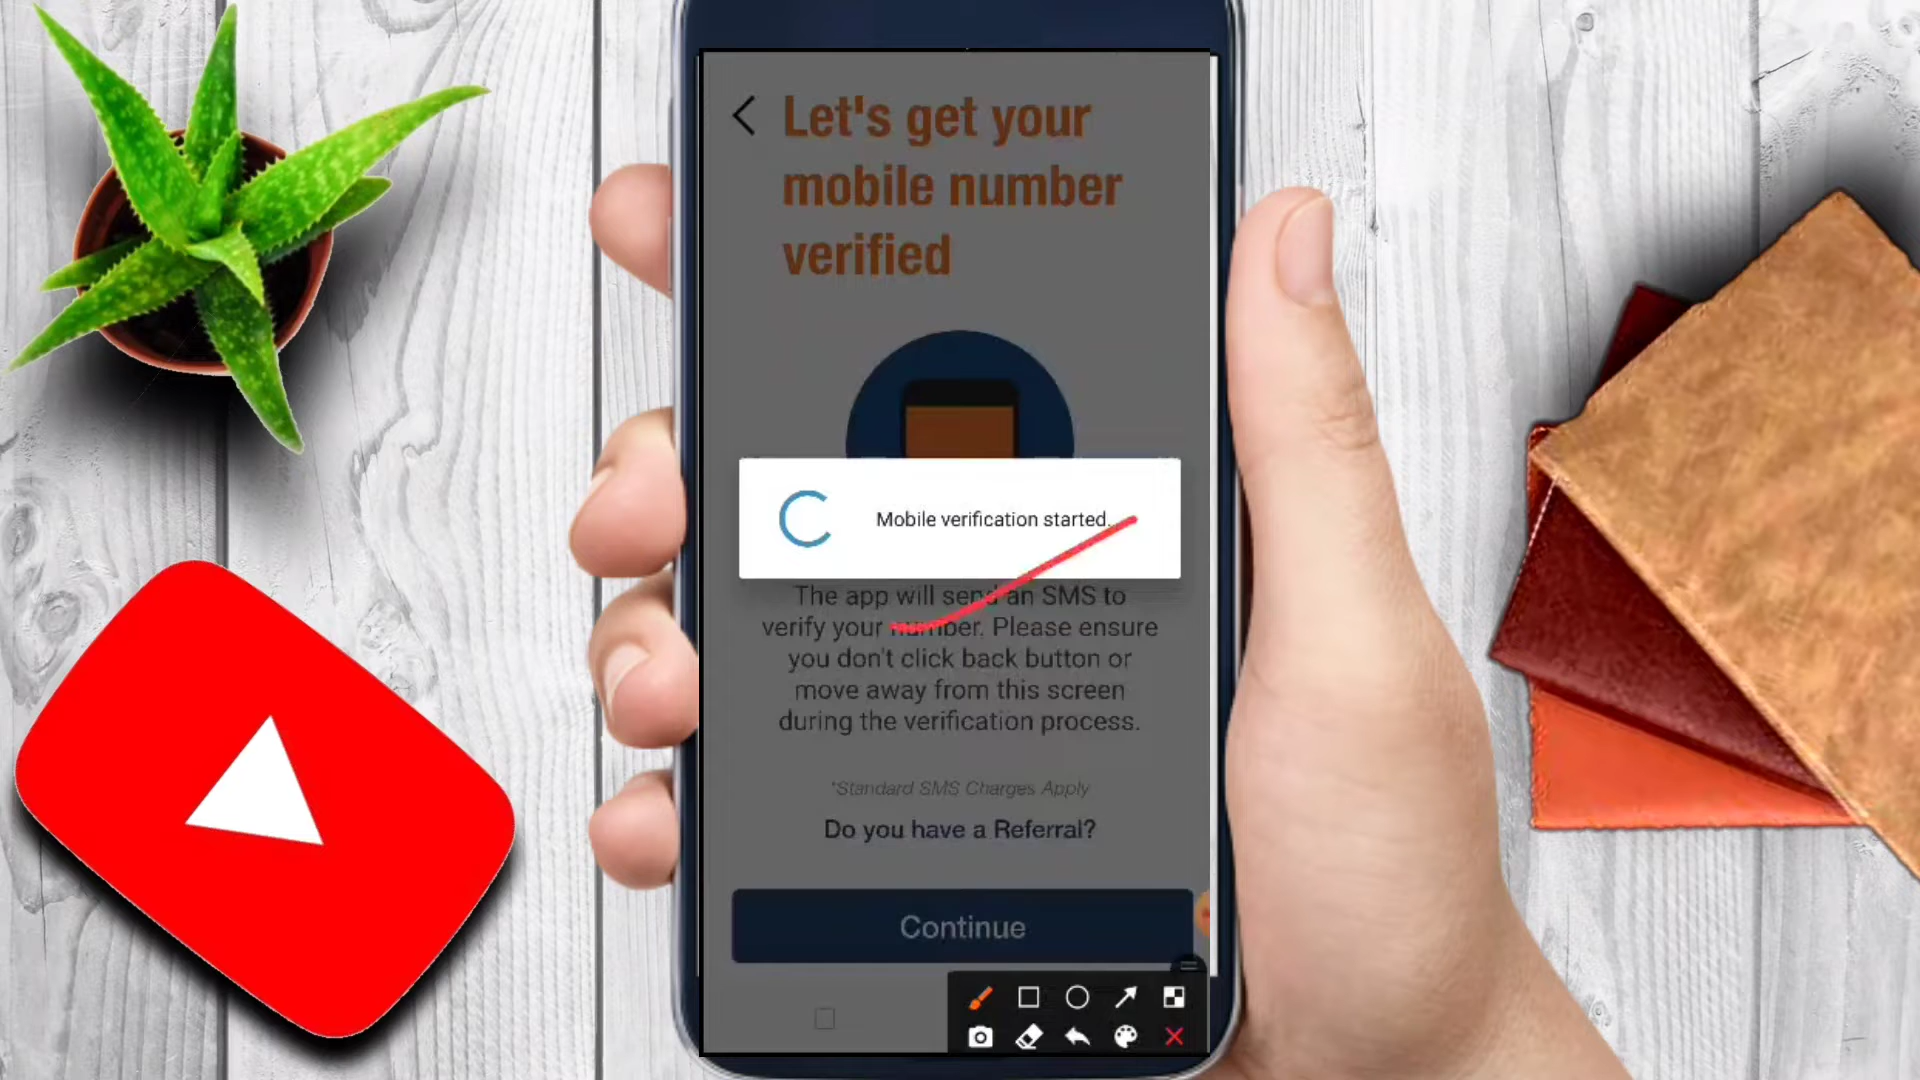 Let's get your
mobile number
verified
Mobile verification started...
The app will send an SMS to
verify your number. Please ensure
you don't click back button or
move away from this screen
during the verification process.
*Standard SMS Charges Apply
Do you have a Referral?
Continue